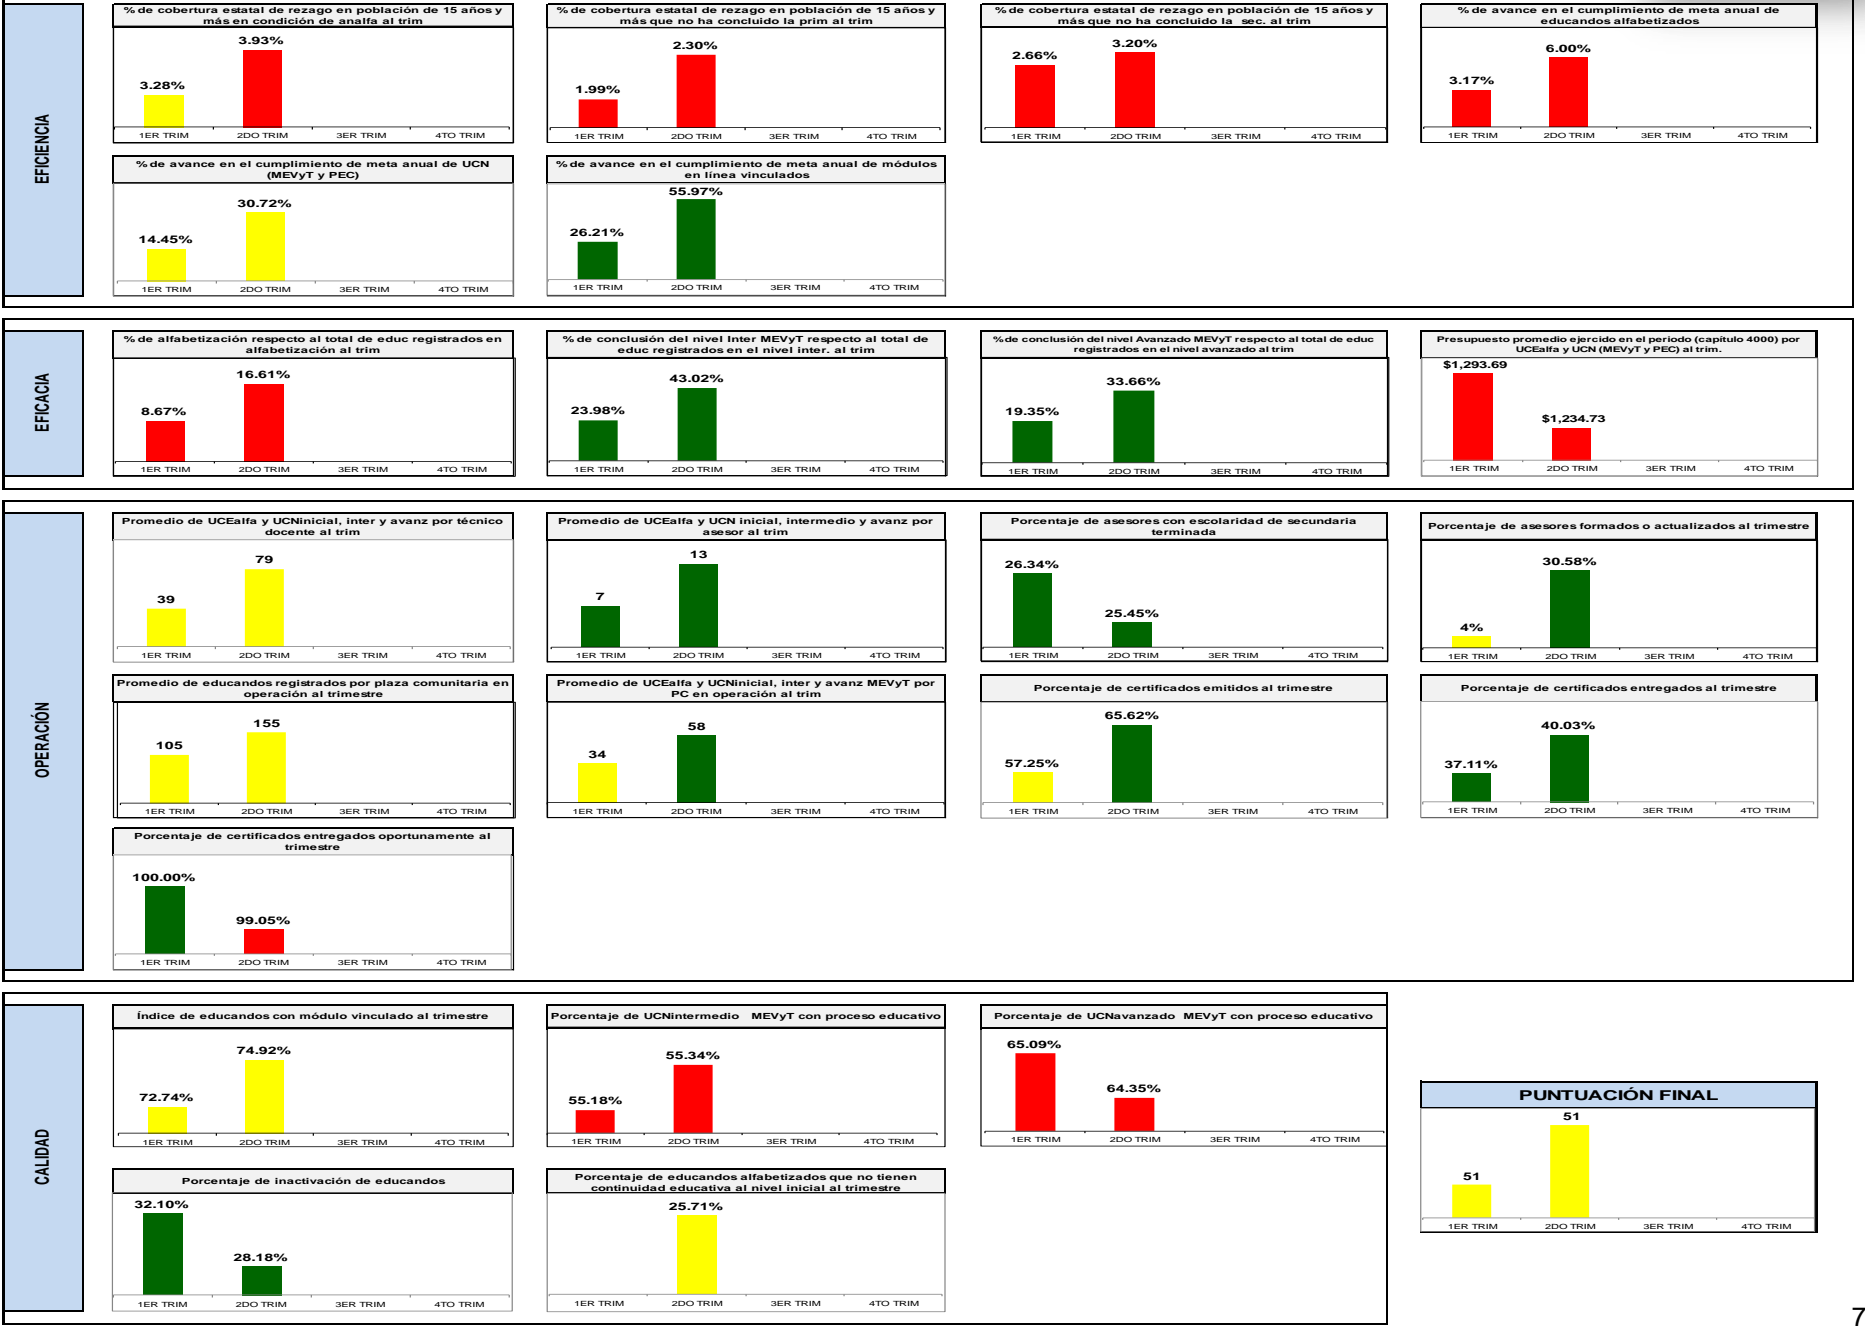 EFICIENCIA
% de cobertura estatal de rezago en población de 15 años y
más en condición de analfa al trim
3.93%
3.28%
1ER TRIM 2DO TRIM 3ER TRIM 4TO TRIM
% de cobertura estatal de rezago en población de 15 años y
más que no ha concluido la prim al trim
2.30%
1.99%
1ER TRIM 2DO TRIM 3ER TRIM 4TO TRIM
% de cobertura estatal de rezago en población de 15 años y
más que no ha concluido la sec. al trim
3.20%
2.66%
1ER TRIM 2DO TRIM 3ER TRIM 4TO TRIM
% de avance en el cumplimiento de meta anual de
educandos alfabetizados
6.00%
3.17%
1ER TRIM 2DO TRIM 3ER TRIM 4TO TRIM
% de avance en el cumplimiento de meta anual de UCN
(MEVyT y PEC)
30.72%
14.45%
1ER TRIM 2DO TRIM 3ER TRIM 4TO TRIM
% de avance en el cumplimiento de meta anual de módulos
en línea vinculados
55.97%
26.21%
1ER TRIM 2DO TRIM 3ER TRIM 4TO TRIM
EFICACIA
% de alfabetización respecto al total de educ registrados en
alfabetización al trim
16.61%
8.67%
1ER TRIM 2DO TRIM 3ER TRIM 4TO TRIM
% de conclusión del nivel Inter MEVyT respecto al total de
educ registrados en el nivel inter. al trim
43.02%
23.98%
1ER TRIM 2DO TRIM 3ER TRIM 4TO TRIM
% de conclusión del nivel Avanzado MEVyT respecto al total de educ
registrados en el nivel avanzado al trim
33.66%
19.35%
1ER TRIM 2DO TRIM 3ER TRIM 4TO TRIM
Presupuesto promedio ejercido en el periodo (capítulo 4000) por
UCEalfa y UCN (MEVyT y PEC) al trim.
$1,293.69
$1,234.73
1ER TRIM 2DO TRIM 3ER TRIM 4TO TRIM
OPERACIÓN
Promedio de UCEalfa y UCNinicial, inter y avanz por técnico
docente al trim
79
39
1ER TRIM 2DO TRIM 3ER TRIM 4TO TRIM
Promedio de UCEalfa y UCN inicial, intermedio y avanz por
asesor al trim
13
7
1ER TRIM 2DO TRIM 3ER TRIM 4TO TRIM
Porcentaje de asesores con escolaridad de secundaria
terminada
26.34%
25.45%
1ER TRIM 2DO TRIM 3ER TRIM 4TO TRIM
Porcentaje de asesores formados o actualizados al trimestre
30.58%
4%
1ER TRIM 2DO TRIM 3ER TRIM 4TO TRIM
Promedio de educandos registrados por plaza comunitaria en
operación al trimestre
155
105
1ER TRIM 2DO TRIM 3ER TRIM 4TO TRIM
Promedio de UCEalfa y UCNinicial, inter y avanz MEVyT por
PC en operación al trim
58
34
1ER TRIM 2DO TRIM 3ER TRIM 4TO TRIM
Porcentaje de certificados emitidos al trimestre
65.62%
57.25%
1ER TRIM 2DO TRIM 3ER TRIM 4TO TRIM
Porcentaje de certificados entregados al trimestre
40.03%
37.11%
1ER TRIM 2DO TRIM 3ER TRIM 4TO TRIM
Porcentaje de certificados entregados oportunamente al
trimestre
100.00%
99.05%
1ER TRIM 2DO TRIM 3ER TRIM 4TO TRIM
CALIDAD
Índice de educandos con módulo vinculado al trimestre
74.92%
72.74%
1ER TRIM 2DO TRIM 3ER TRIM 4TO TRIM
Porcentaje de UCNintermedio MEVyT con proceso educativo
55.34%
55.18%
1ER TRIM 2DO TRIM 3ER TRIM 4TO TRIM
Porcentaje de UCNavanzado MEVyT con proceso educativo
65.09%
64.35%
1ER TRIM 2DO TRIM 3ER TRIM 4TO TRIM
PUNTUACIÓN FINAL
51
51
1ER TRIM 2DO TRIM 3ER TRIM 4TO TRIM
Porcentaje de inactivación de educandos
32.10%
28.18%
1ER TRIM 2DO TRIM 3ER TRIM 4TO TRIM
Porcentaje de educandos alfabetizados que no tienen
continuidad educativa al nivel inicial al trimestre
25.71%
1ER TRIM 2DO TRIM 3ER TRIM 4TO TRIM
7